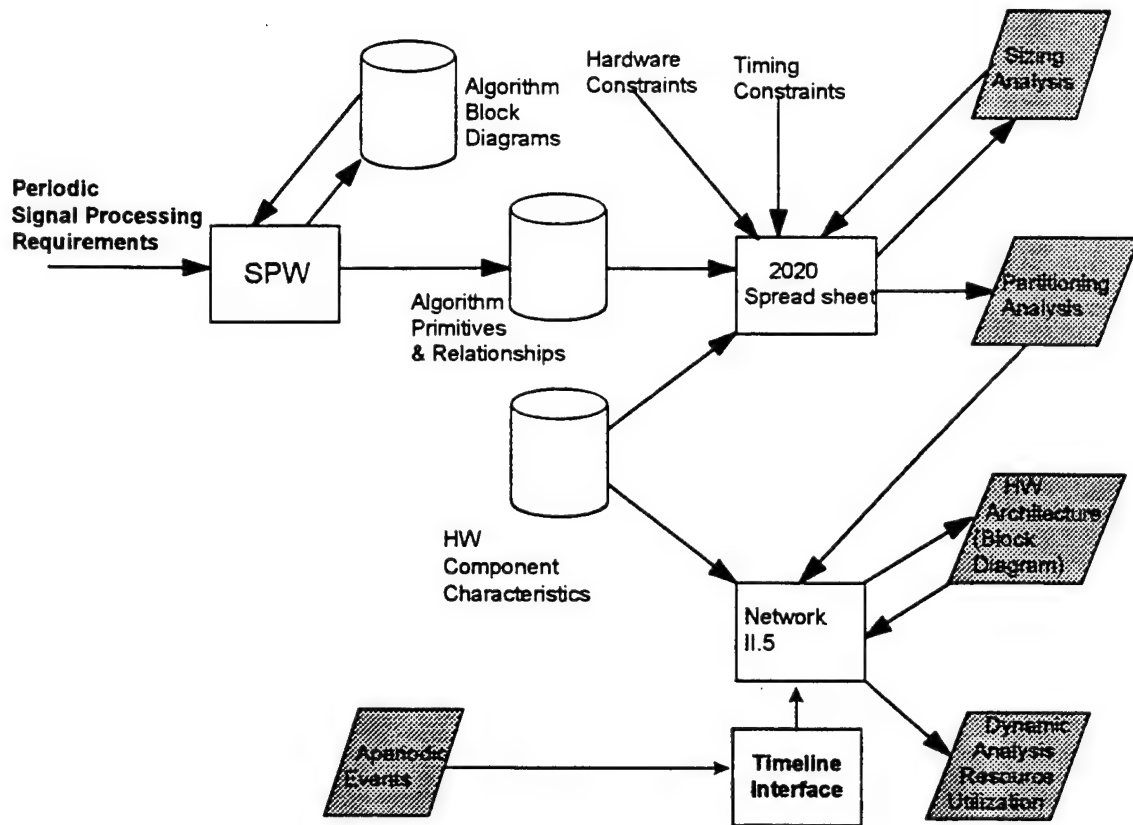 Algorithm
Block
Diagrams
Hardware
Constraints
Timing
Constraints
Sizing
Analysis
Periodic
Signal Processing
Requirements
SPW
2020
Spread sheet
Partitioning
Analysis
Algorithm
Primitives
& Relationships
HW
Component
Characteristics
HW
Architecture
(Block
Diagram)
Network
II.5
Aperiodic
Events
Timeline
Interface
Dynamic
Analysis
Resource
Utilization